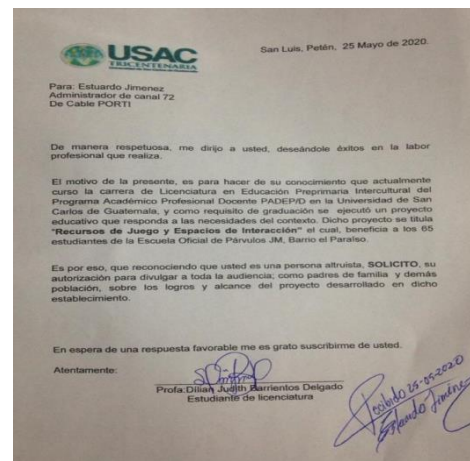 USAC
TRICENTENARIA
San Luis, Petén, 25 Mayo de 2020.
Para: Estuardo Jimenez
Administrador de canal 72
De Cable PORTI
De manera respetuosa, me dirijo a usted, deseándole éxitos en la labor
profesional que realiza.
El motivo de la presente, es para hacer de su conocimiento que actualmente
curso la carrera de Licenciatura en Educación Preprimaria Intercultural del
Programa Académico Profesional Docente PADEP/D en la Universidad de San
Carlos de Guatemala, y como requisito de graduación se ejecutó un proyecto
educativo que responda a las necesidades del contexto. Dicho proyecto se titula
"Recursos de Juego y Espacios de Interacción" el cual, beneficia a los 65
estudiantes de la Escuela Oficial de Párvulos JM, Barrio el Paraíso.
Es por eso, que reconociendo que usted es una persona altruista, SOLICITO, su
autorización para divulgar a toda la audiencia; como padres de familia y demás
población, sobre los logros y alcance del proyecto desarrollado en dicho
establecimiento.
En espera de una respuesta favorable me es grato suscribirme de usted.
Atentamente:
Profa:Dilian Judith Barrientos Delgado
Estudiante de licenciatura
Recibido 25-05-2020
Estuardo Jiménez